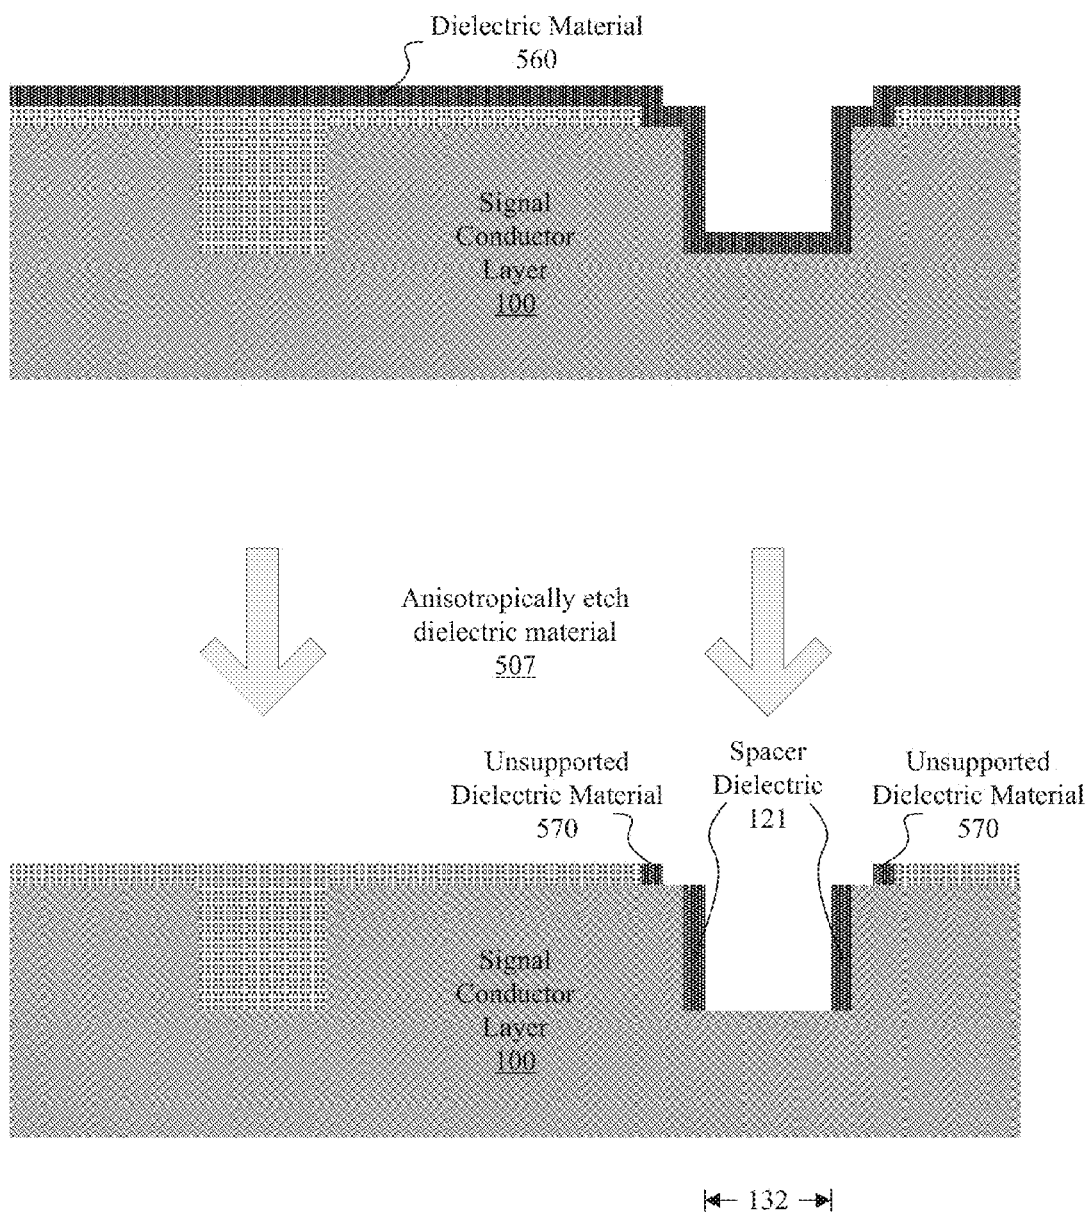 Dielectric Material
560
Signal
Conductor
Layer
100
Anisotropically etch
dielectric material
507
Unsupported
Dielectric Material
570
Spacer
Dielectric
121
Unsupported
Dielectric Material
570
Signal
Conductor
Layer
100
132